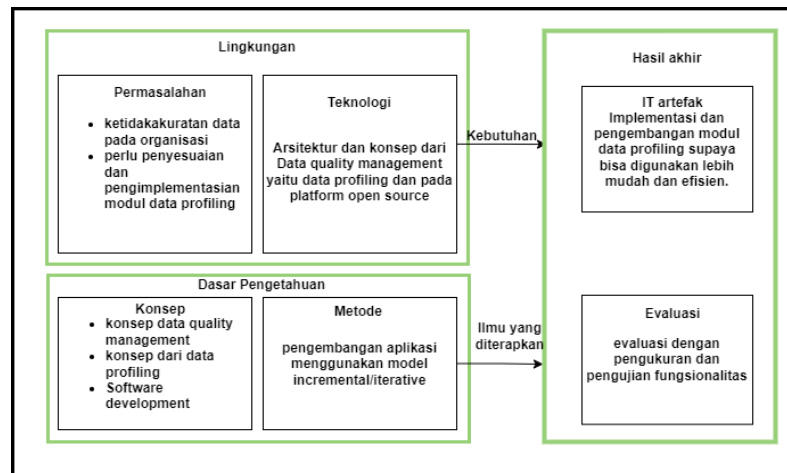 Lingkungan
Permasalahan
ketidakakuratan data
pada organisasi
perlu penyesuaian
dan
pengimplementasian
modul data profiling
Teknologi
Arsitektur dan konsep dari
Data quality management
yaitu data profiling dan pada
platform open source
Kebutuhan
Hasil akhir
IT artefak
Implementasi dan
pengembangan modul
data profiling supaya
bisa digunakan lebih
mudah dan efisien.
Dasar Pengetahuan
Konsep
konsep data quality
management
konsep dari data
profiling
Software
development
Metode
pengembangan aplikasi
menggunakan model
incremental/iterative
Ilmu yang
diterapkan
Evaluasi
evaluasi dengan
pengukuran dan
pengujian fungsionalitas